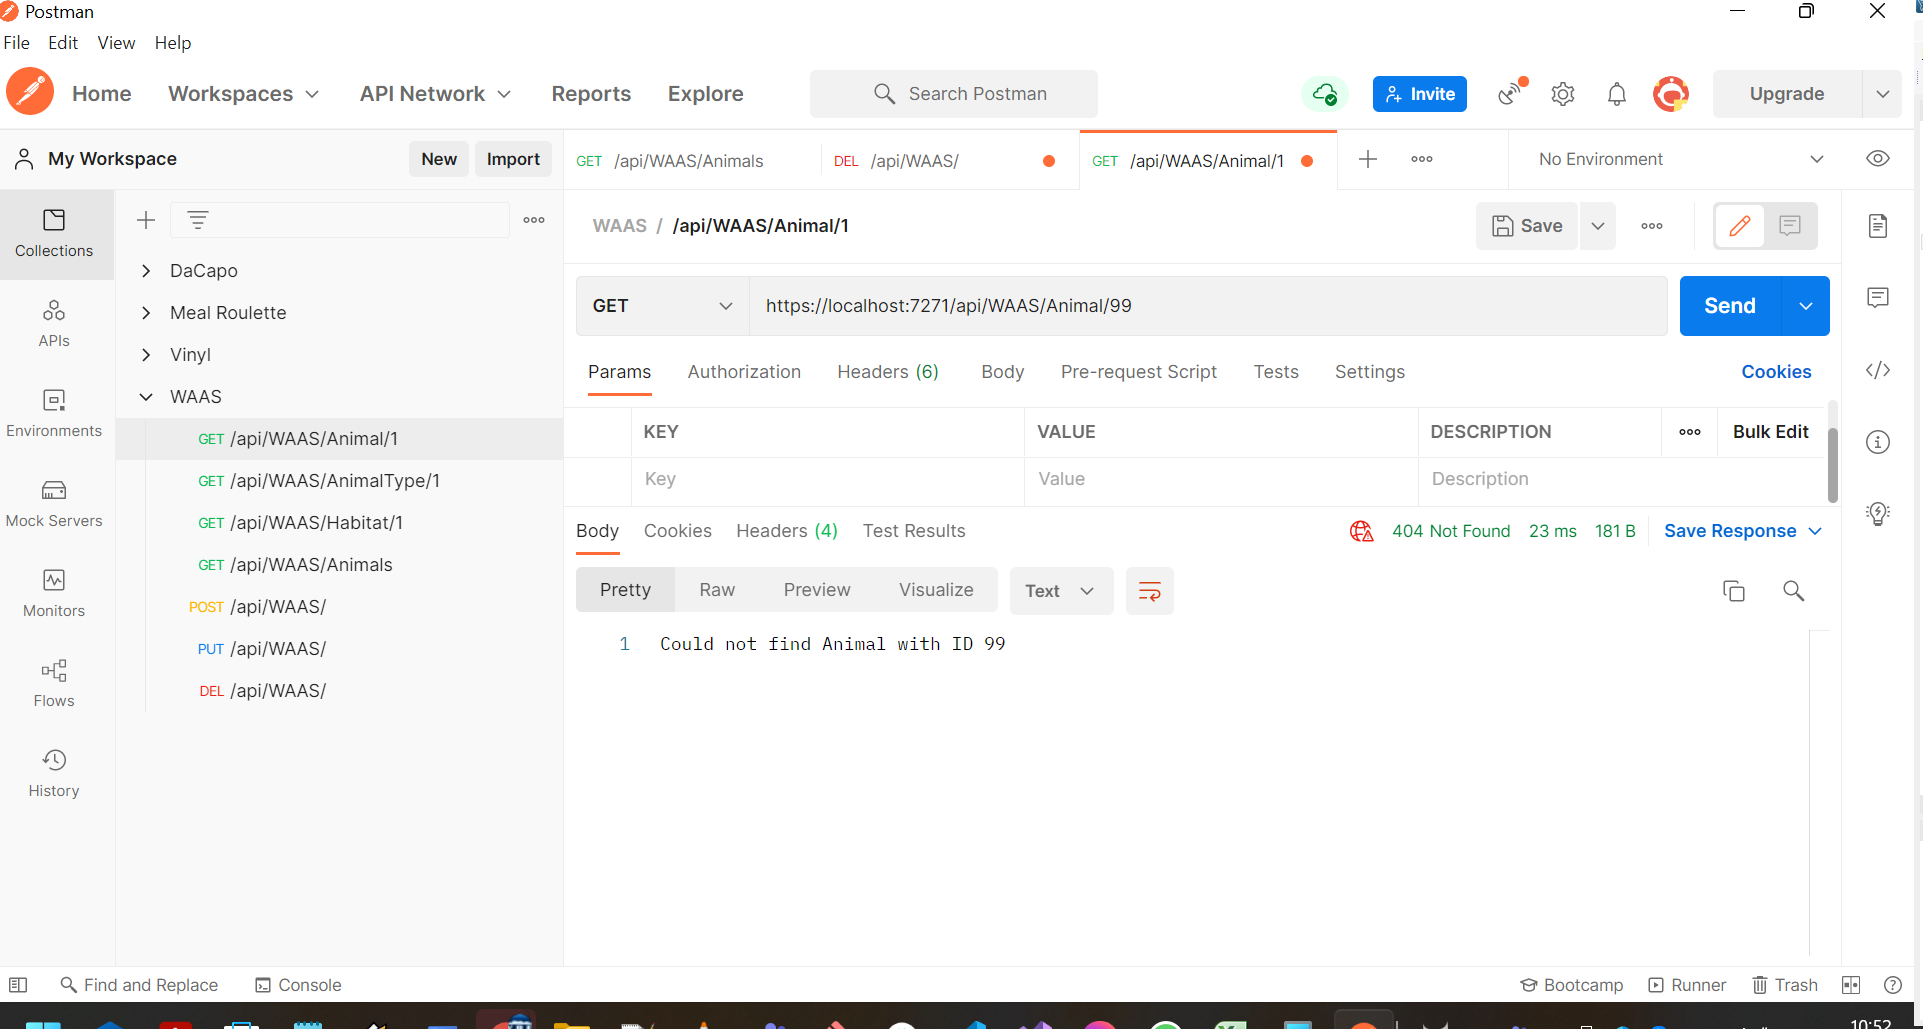 Postman
File Edit View Help
Home Workspaces API Network Reports Explore Search Postman Invite Upgrade
My Workspace New Import GET /api/WAAS/Animals DEL /api/WAAS/ GET /api/WAAS/Animal/1 No Environment
Collections
APIs
Environments
Mock Servers
Monitors
Flows
History
DaCapo
Meal Roulette
Vinyl
WAAS
GET /api/WAAS/Animal/1
GET /api/WAAS/AnimalType/1
GET /api/WAAS/Habitat/1
GET /api/WAAS/Animals
POST /api/WAAS/
PUT /api/WAAS/
DEL /api/WAAS/
WAAS / /api/WAAS/Animal/1 Save
GET https://localhost:7271/api/WAAS/Animal/99 Send
Params Authorization Headers (6) Body Pre-request Script Tests Settings Cookies
KEY VALUE DESCRIPTION Bulk Edit
Key Value Description
Body Cookies Headers (4) Test Results 404 Not Found 23 ms 181 B Save Response
Pretty Raw Preview Visualize Text
1 Could not find Animal with ID 99
Find and Replace Console Bootcamp Runner Trash
10:52